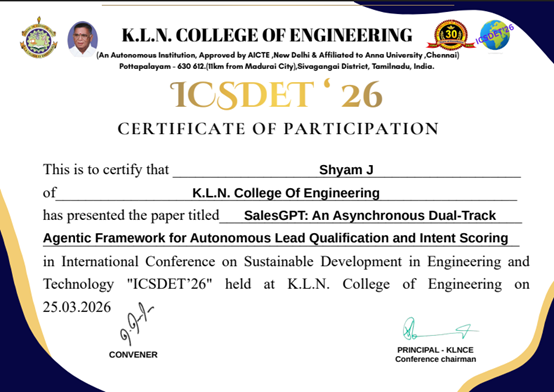 K.L.N. COLLEGE OF ENGINEERING
30
ICSDET'26
(An Autonomous Institution, Approved by AICTE ,New Delhi & Affiliated to Anna University ,Chennai)
Pottapalayam - 630 612.(11km from Madurai City),Sivagangai District, Tamilnadu, India.
ICSDET ‘ 26
CERTIFICATE OF PARTICIPATION
This is to certify that Shyam J
of K.L.N. College Of Engineering
has presented the paper titled SalesGPT: An Asynchronous Dual-Track
Agentic Framework for Autonomous Lead Qualification and Intent Scoring
in International Conference on Sustainable Development in Engineering and
Technology "ICSDET’26" held at K.L.N. College of Engineering on
25.03.2026
CONVENER
PRINCIPAL - KLNCE
Conference chairman